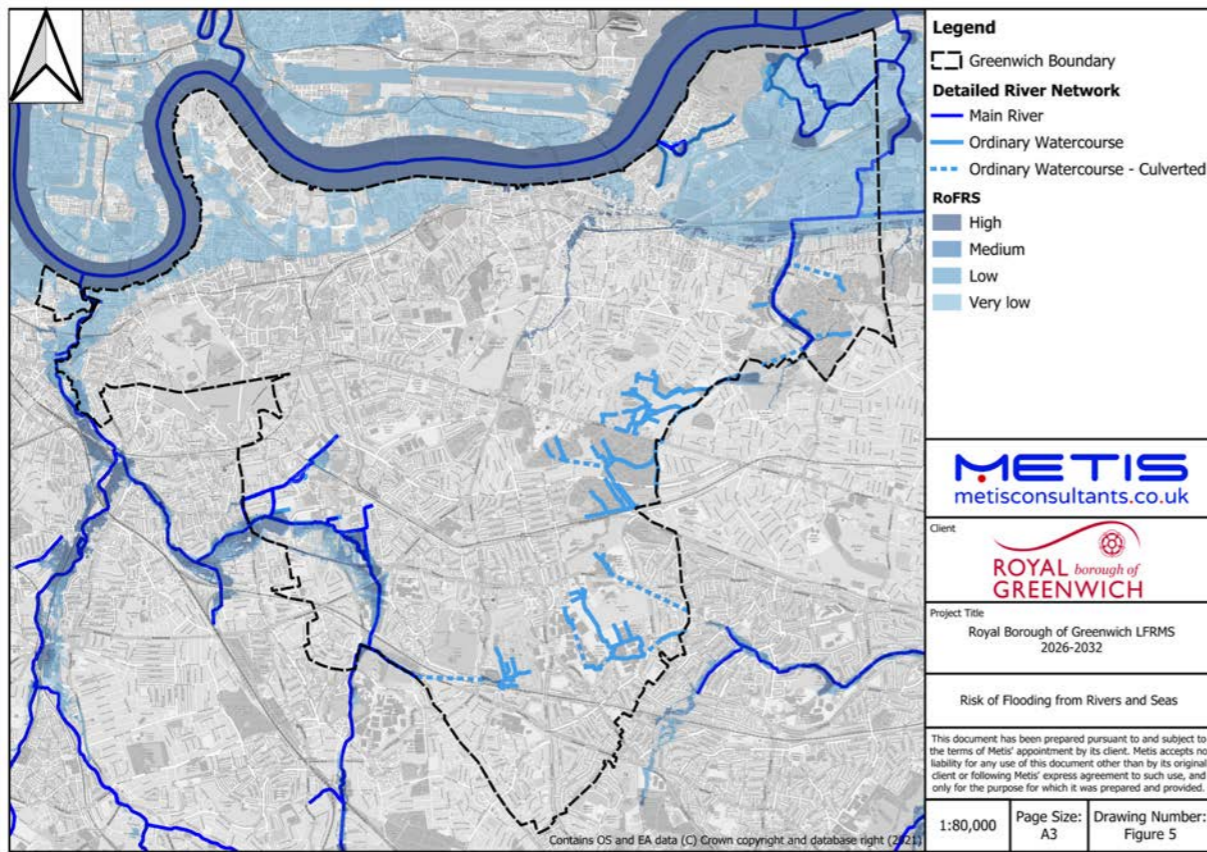 Legend
Greenwich Boundary
Detailed River Network
Main River
Ordinary Watercourse
Ordinary Watercourse - Culverted
RoFRS
High
Medium
Low
Very low
METIS
metisconsultants.co.uk
Client
ROYAL borough of
GREENWICH
Project Title
Royal Borough of Greenwich LFRMS
2026-2032
Risk of Flooding from Rivers and Seas
This document has been prepared pursuant to and subject to
the terms of Metis' appointment by its client. Metis accepts no
liability for any use of this document other than by its original
client or following Metis' express agreement to such use, and
only for the purpose for which it was prepared and provided.
1:80,000
Page Size:
A3
Drawing Number:
Figure 5
Contains OS and EA data (C) Crown copyright and database right (2021)